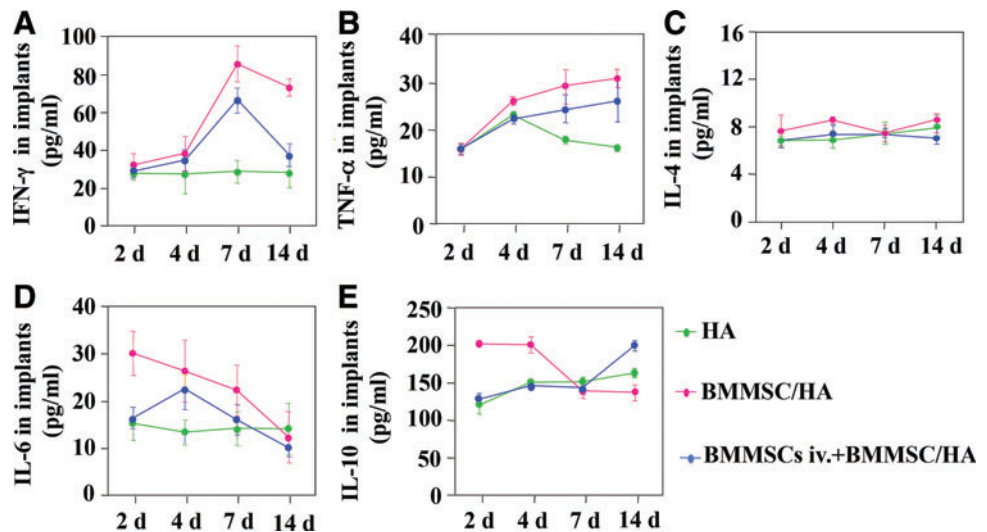 A
IFN-γ in implants
(pg/ml)
100
80
60
40
20
0
2 d 4 d 7 d 14 d
B
TNF-α in implants
(pg/ml)
40
30
20
10
0
2 d 4 d 7 d 14 d
C
IL-4 in implants
(pg/ml)
16
12
8
4
0
2 d 4 d 7 d 14 d
D
IL-6 in implants
(pg/ml)
40
30
20
10
0
2 d 4 d 7 d 14 d
E
IL-10 in implants
(pg/ml)
250
200
150
100
50
0
2 d 4 d 7 d 14 d
HA
BMMSC/HA
BMMSCs iv.+BMMSC/HA